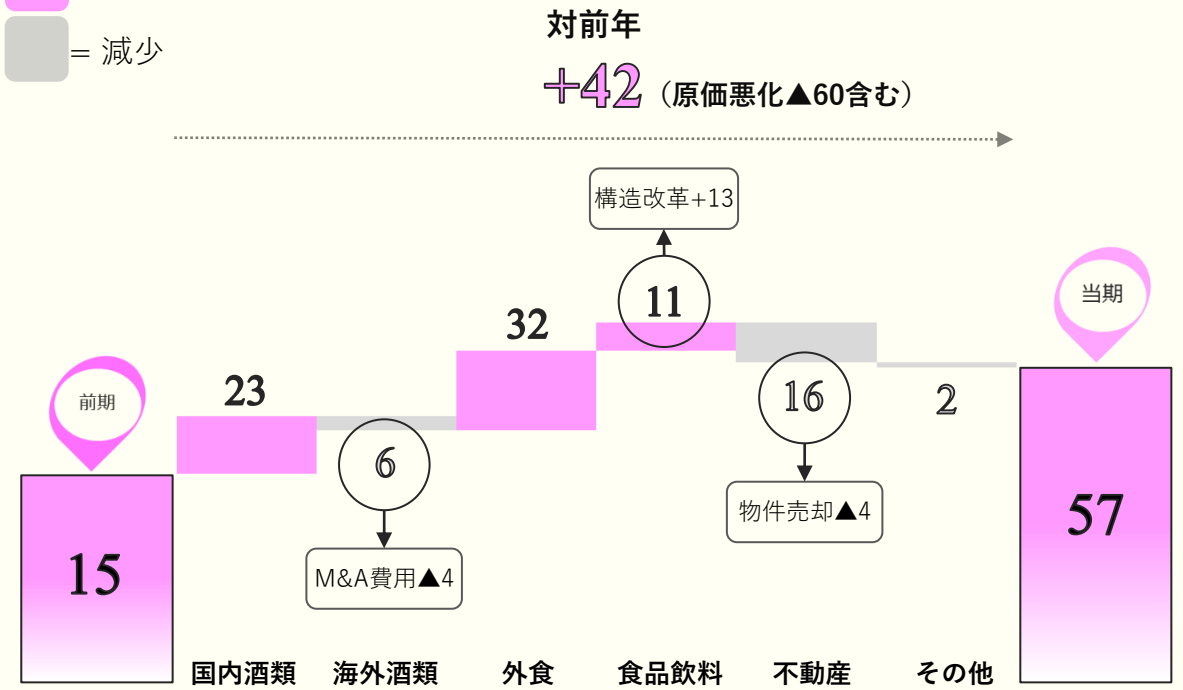 = 減少
対前年
+42（原価悪化▲60含む）
構造改革+13
当期
11
32
前期
23
16
2
6
物件売却▲4
57
15
M&A費用▲4
国内酒類 海外酒類 外食 食品飲料 不動産 その他